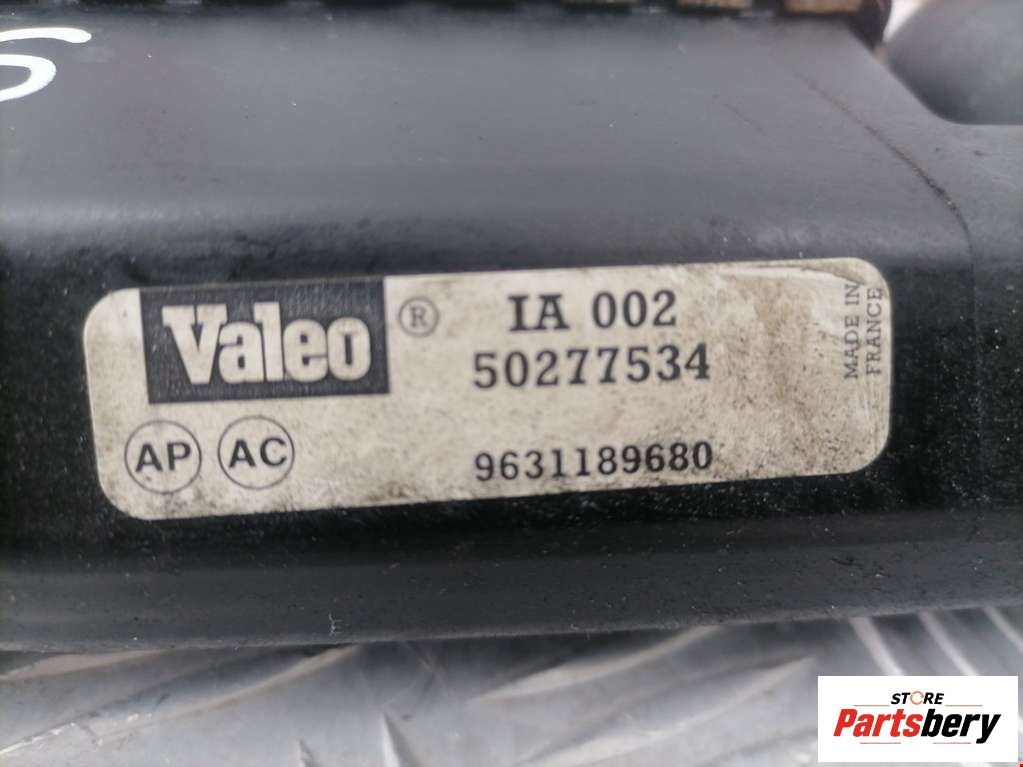 Valeo ® IA 002
50277534
AP AC 9631189680
MADE IN
FRANCE
STORE
Partsbery